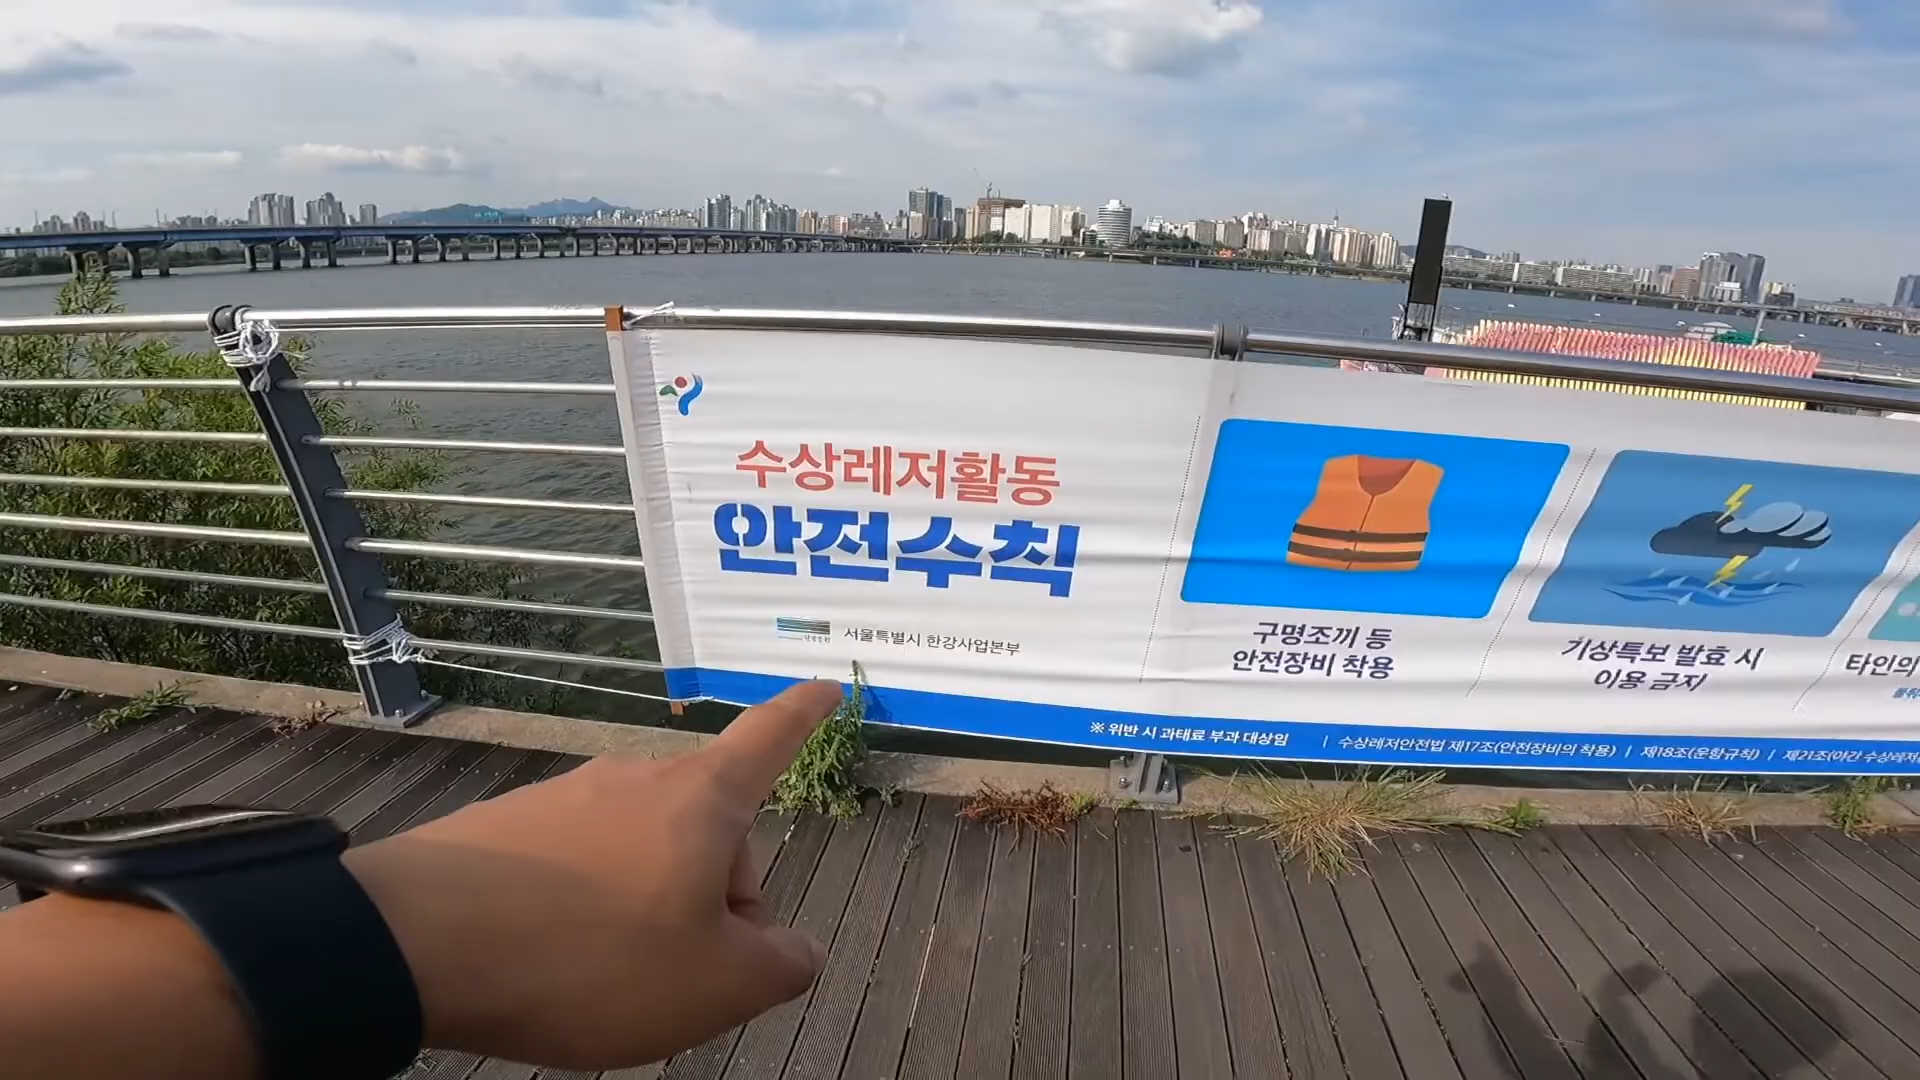 수상레저활동
안전수칙
서울특별시 한강사업본부
구명조끼 등
안전장비 착용
기상특보 발효 시
이용 금지
타인의
※ 위반 시 과태료 부과 대상임 | 수상레저안전법 제17조(안전장비의 착용) / 제18조(운항규칙) / 제21조(야간 수상레저